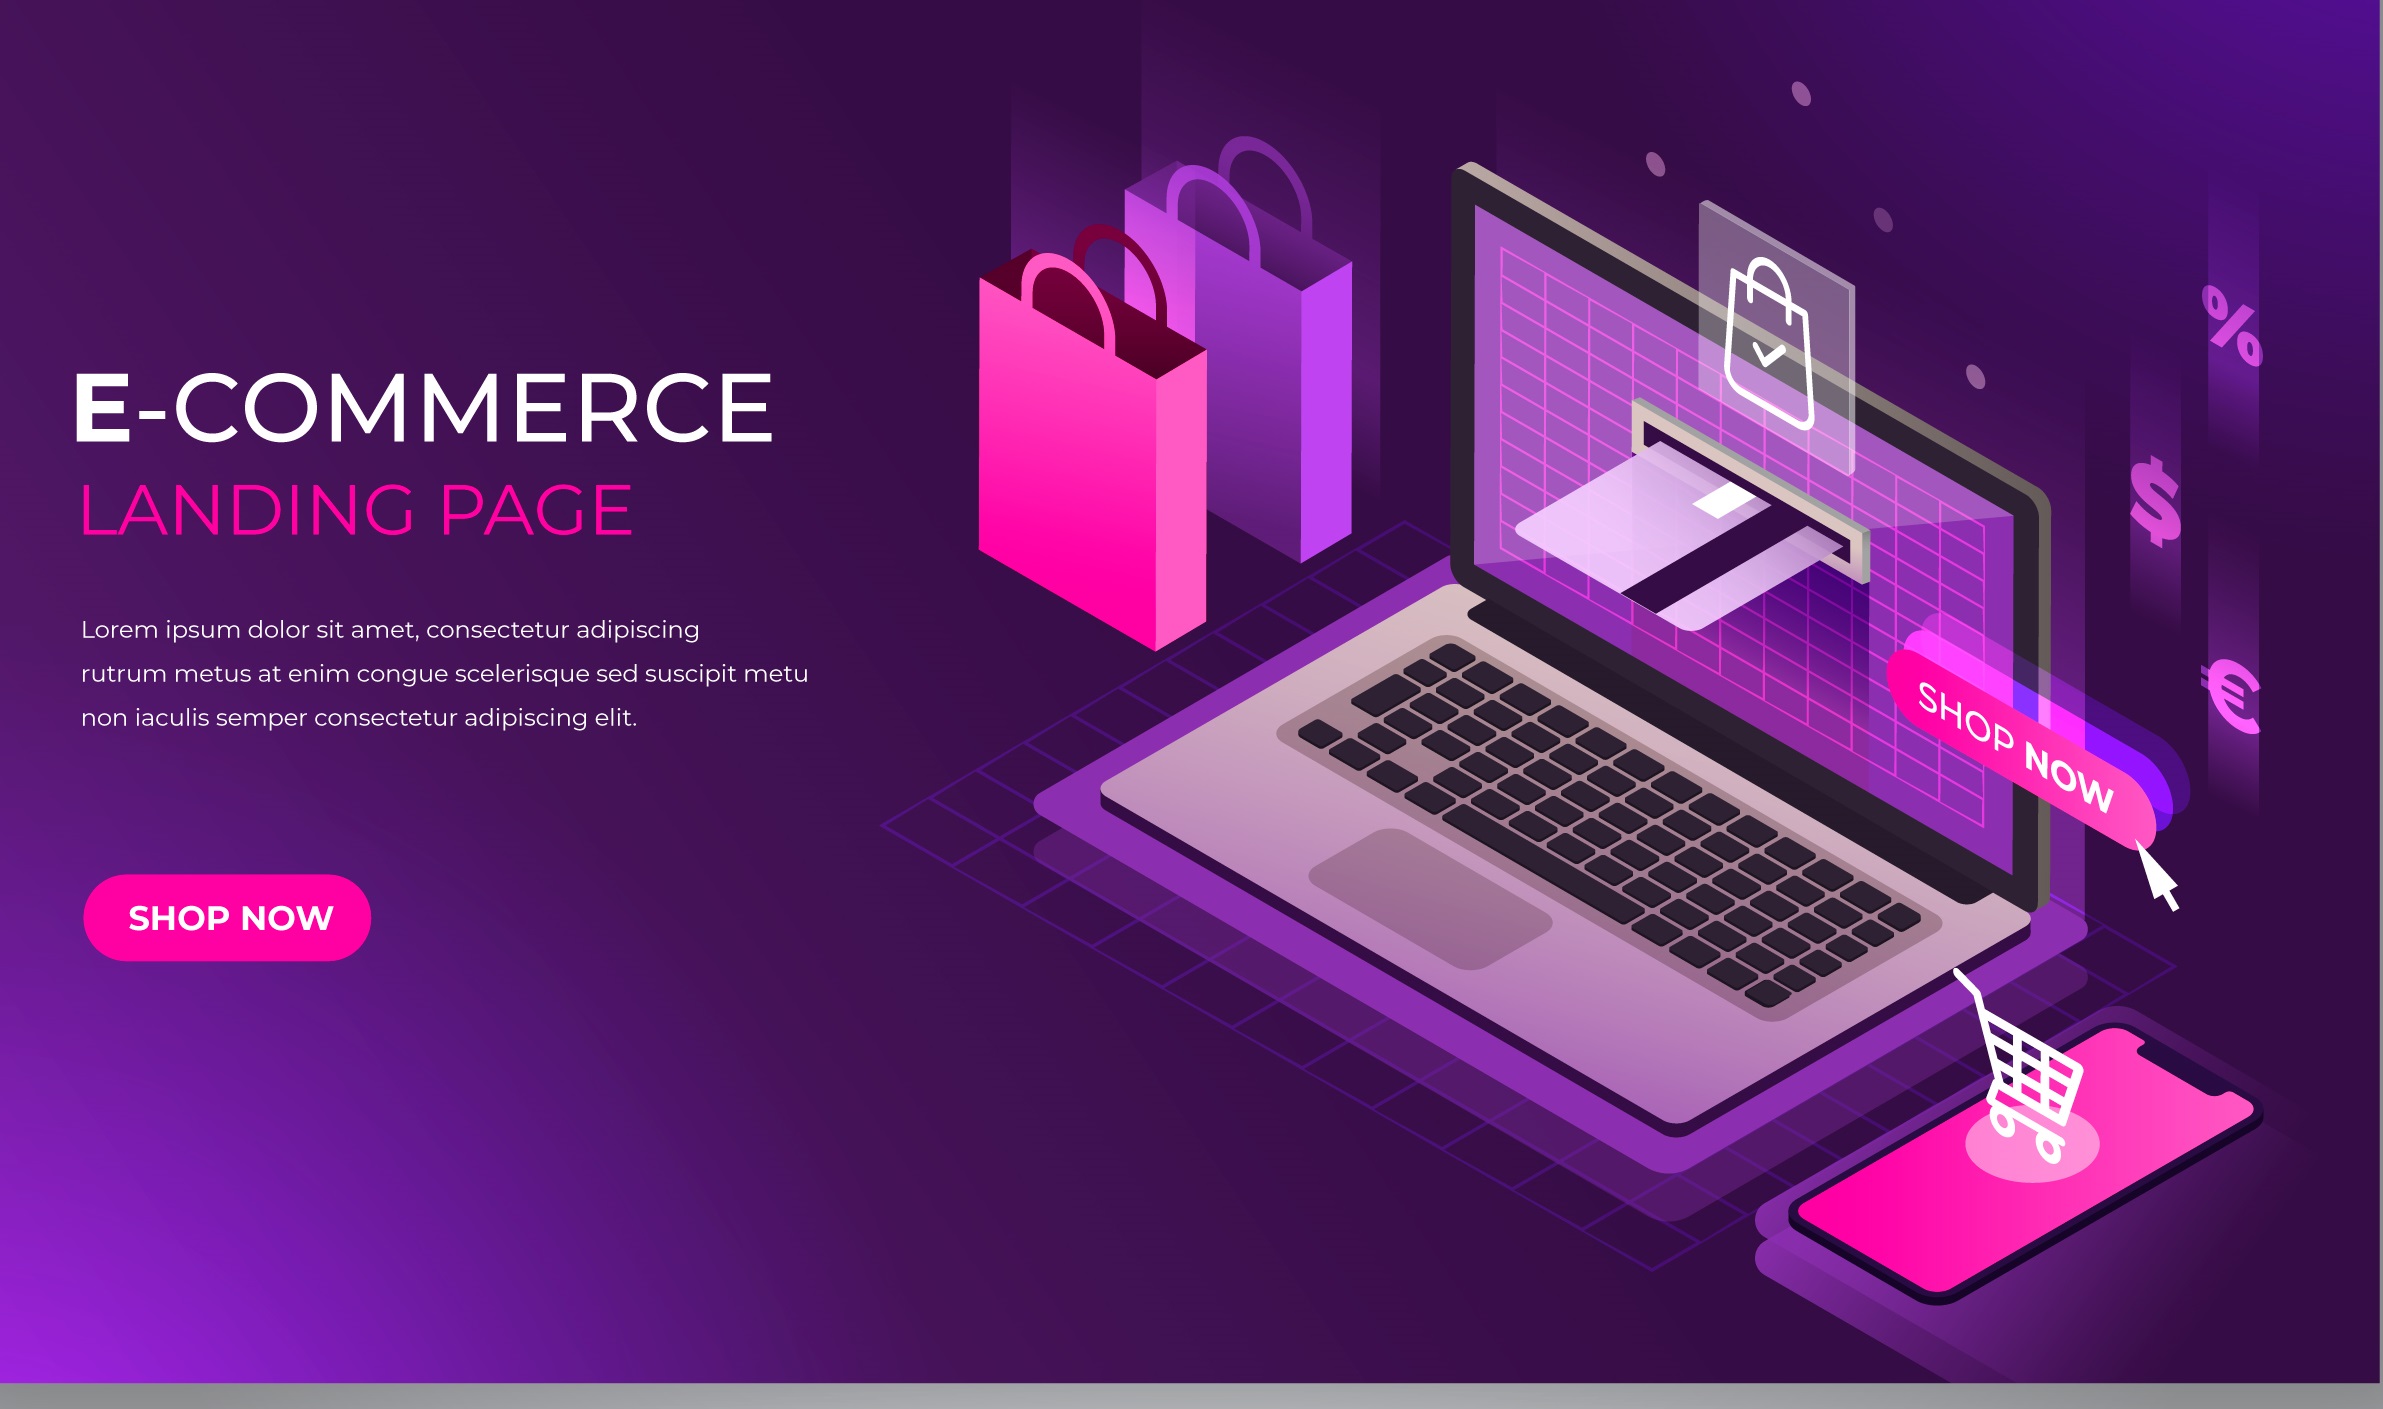 E-COMMERCE
LANDING PAGE
Lorem ipsum dolor sit amet, consectetur adipiscing
rutrum metus at enim congue scelerisque sed suscipit metu
non iaculis semper consectetur adipiscing elit.
SHOP NOW
%
$
€
SHOP NOW